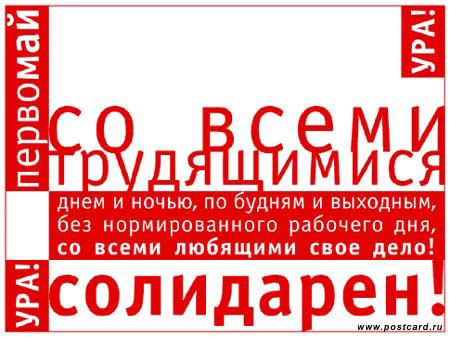 первомай
УРА!
со всеми
трудящимися
днем и ночью, по будням и выходным,
без нормированного рабочего дня,
со всеми любящими свое дело!
УРА!
солидарен!
www.postcard.ru